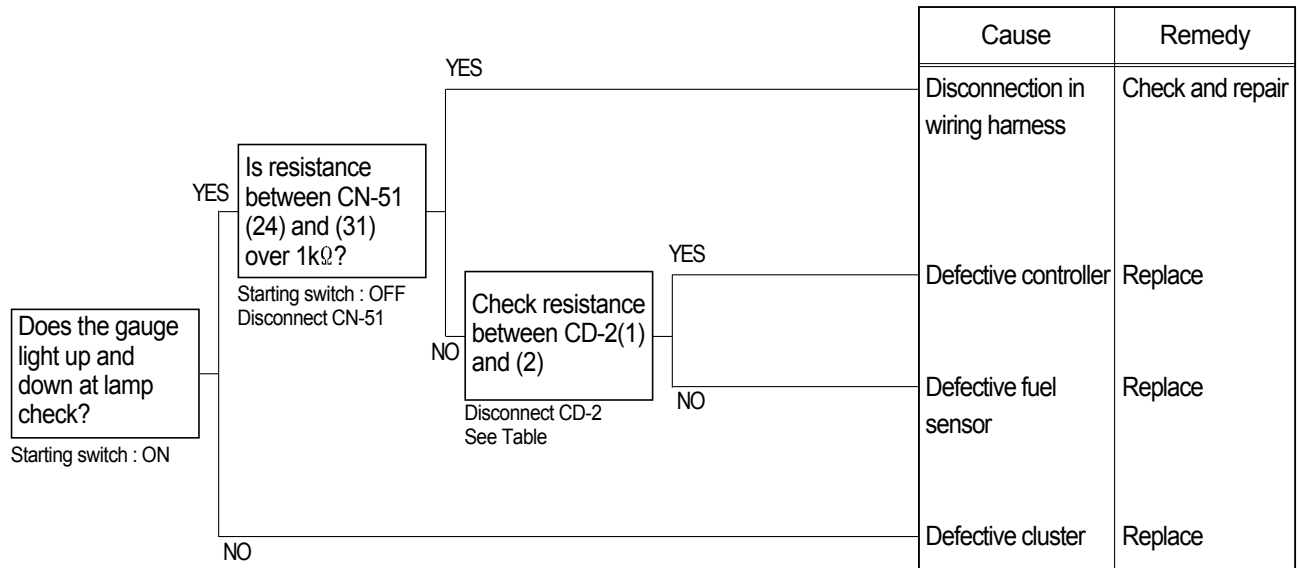 Cause Remedy
YES
Disconnection in Check and repair
wiring harness
YES
Is resistance
between CN-51
(24) and (31)
over 1kΩ?
Starting switch : OFF
Disconnect CN-51
YES
Defective controller Replace
Does the gauge
light up and
down at lamp
check?
Starting switch : ON
NO
Check resistance
between CD-2(1)
and (2)
Disconnect CD-2
See Table
NO
Defective fuel Replace
sensor
NO
Defective cluster Replace